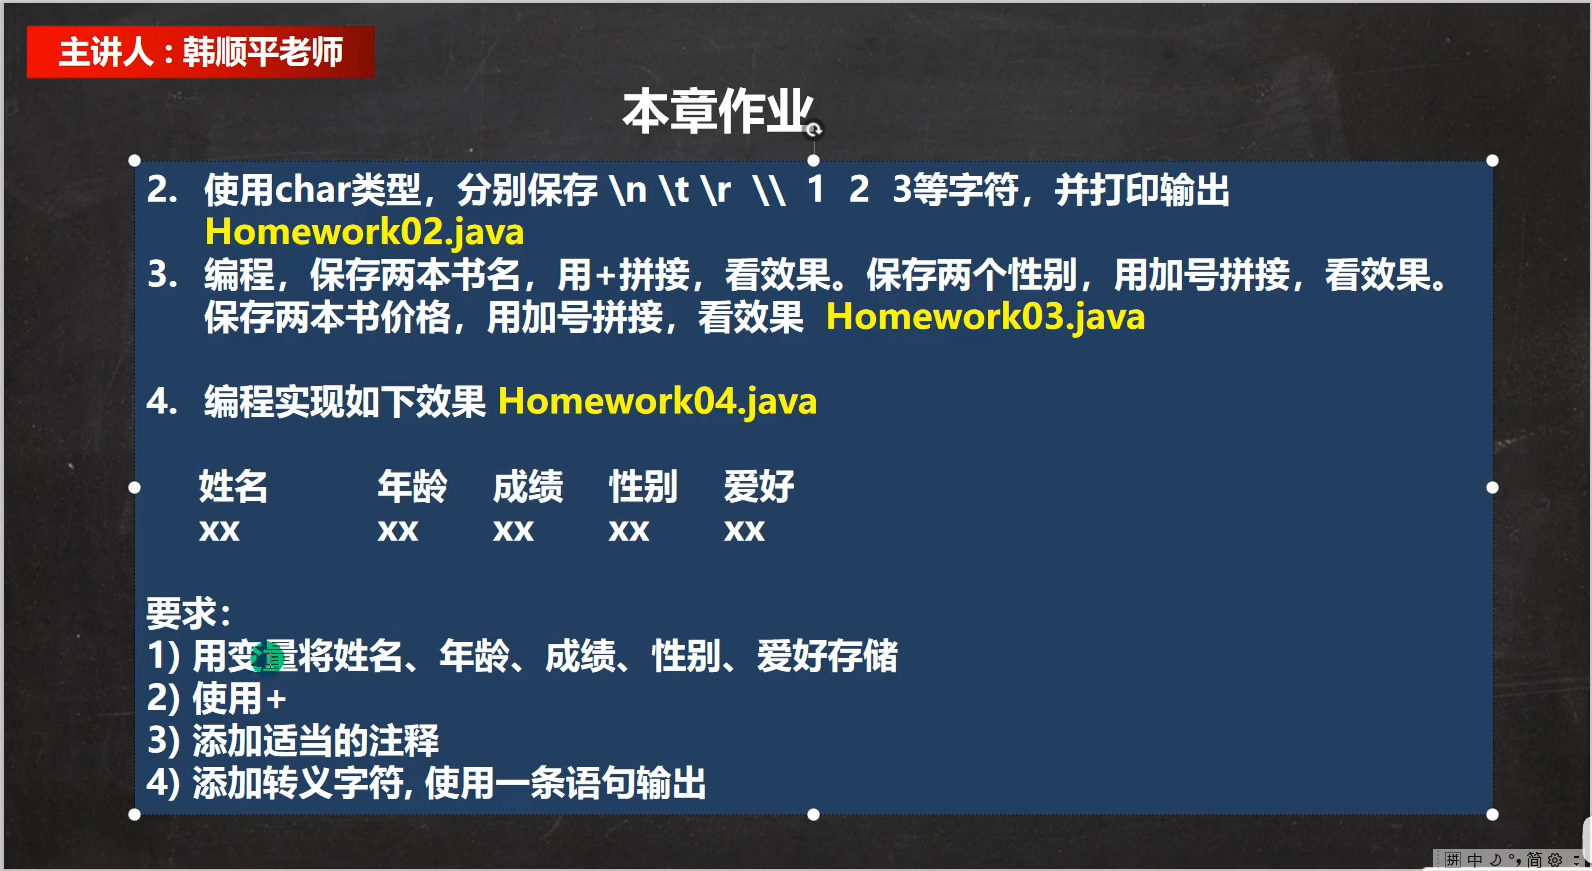 主讲人：韩顺平老师
本章作业
2. 使用char类型，分别保存 \n \t \r \\ 1 2 3等字符，并打印输出
Homework02.java
3. 编程，保存两本书名，用+拼接，看效果。保存两个性别，用加号拼接，看效果。
保存两本书价格，用加号拼接，看效果 Homework03.java
4. 编程实现如下效果 Homework04.java
姓名 年龄 成绩 性别 爱好
xx xx xx xx xx
要求：
1) 用变量将姓名、年龄、成绩、性别、爱好存储
2) 使用+
3) 添加适当的注释
4) 添加转义字符, 使用一条语句输出
拼 中 简